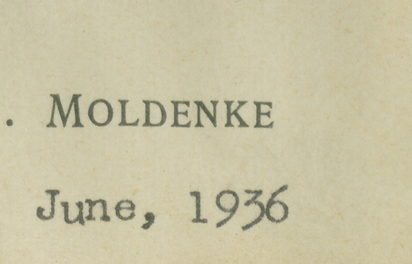 . MOLDENKE
June, 1936